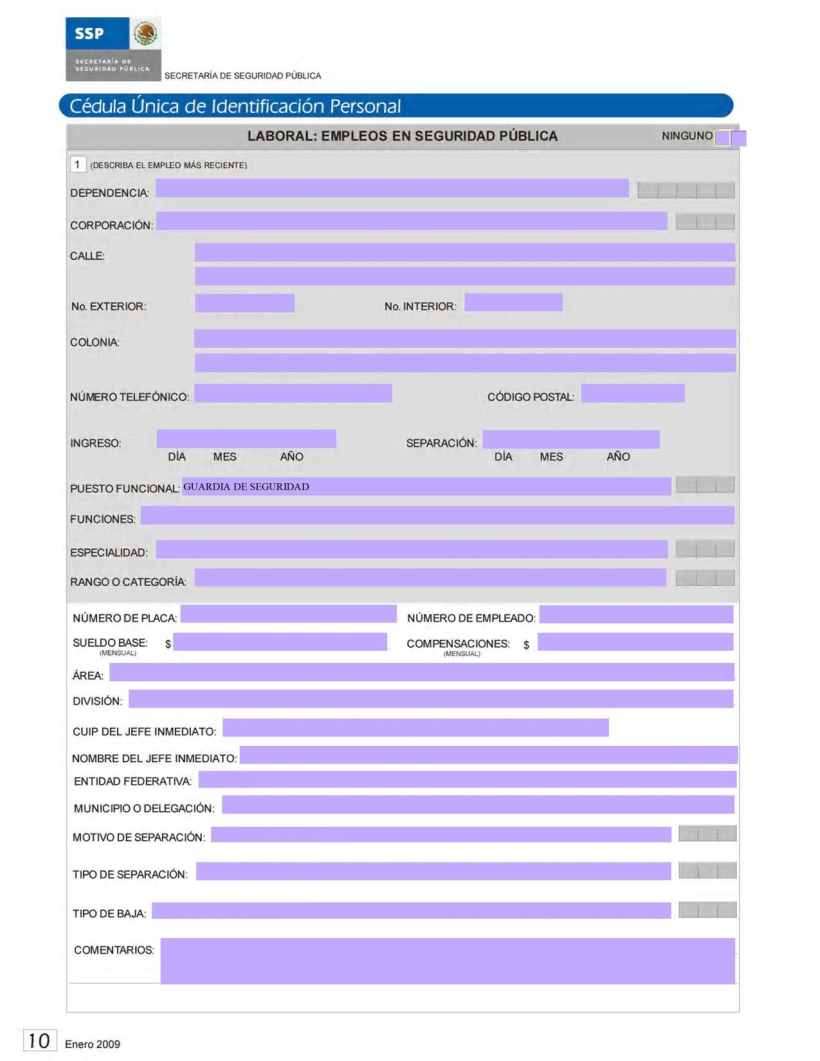 SSP
SECRETARÍA DE
SEGURIDAD PÚBLICA
SECRETARÍA DE SEGURIDAD PÚBLICA
Cédula Única de Identificación Personal
LABORAL: EMPLEOS EN SEGURIDAD PÚBLICA NINGUNO
1 (DESCRIBA EL EMPLEO MÁS RECIENTE)
DEPENDENCIA:
CORPORACIÓN:
CALLE:
No. EXTERIOR: No. INTERIOR:
COLONIA:
NÚMERO TELEFÓNICO: CÓDIGO POSTAL:
INGRESO: SEPARACIÓN:
DÍA MES AÑO DÍA MES AÑO
PUESTO FUNCIONAL: GUARDIA DE SEGURIDAD
FUNCIONES:
ESPECIALIDAD:
RANGO O CATEGORÍA:
NÚMERO DE PLACA: NÚMERO DE EMPLEADO:
SUELDO BASE: $ COMPENSACIONES: $
(MENSUAL) (MENSUAL)
ÁREA:
DIVISIÓN:
CUIP DEL JEFE INMEDIATO:
NOMBRE DEL JEFE INMEDIATO:
ENTIDAD FEDERATIVA:
MUNICIPIO O DELEGACIÓN:
MOTIVO DE SEPARACIÓN:
TIPO DE SEPARACIÓN:
TIPO DE BAJA:
COMENTARIOS:
10 Enero 2009